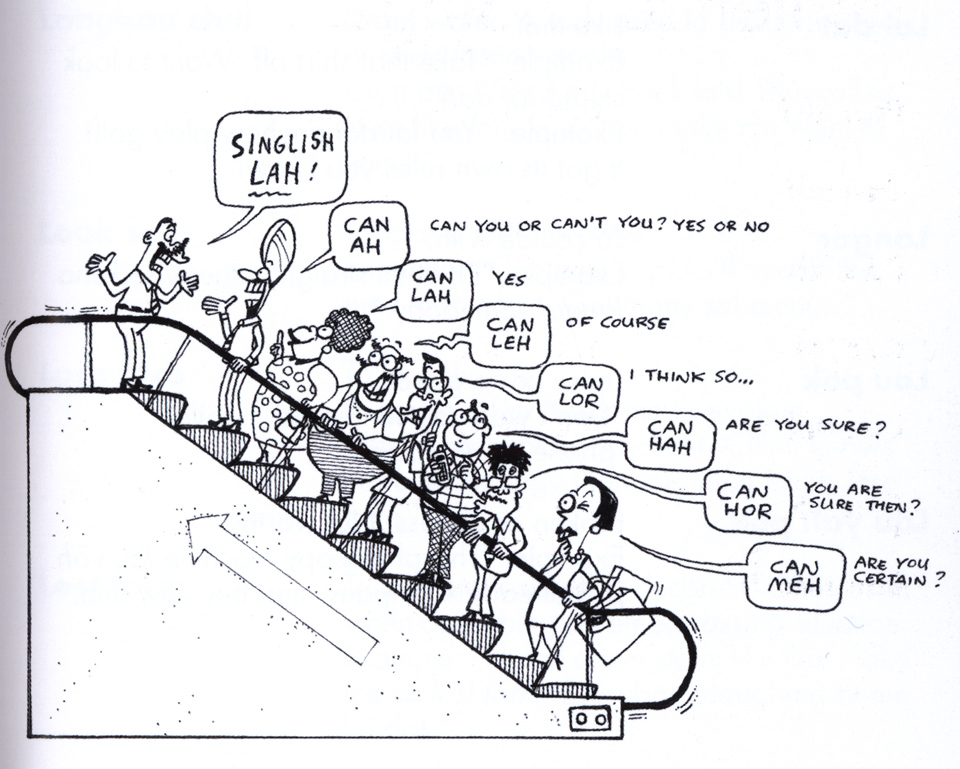 SINGLISH
LAH!
CAN
AH
CAN YOU OR CAN'T YOU? YES OR NO
CAN
LAH
YES
CAN
LEH
OF COURSE
CAN
LOR
I THINK SO...
CAN
HAH
ARE YOU SURE?
CAN
HOR
YOU ARE
SURE THEN?
CAN
MEH
ARE YOU
CERTAIN?